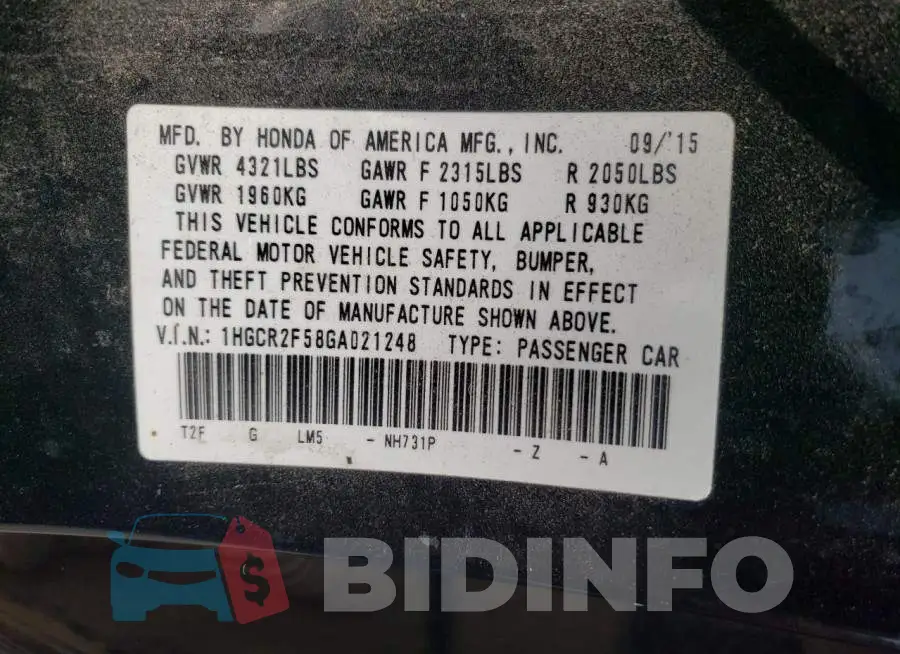 MFD. BY HONDA OF AMERICA MFG., INC. 09/'15
GVWR 4321LBS GAWR F 2315LBS R 2050LBS
GVWR 1960KG GAWR F 1050KG R 930KG
THIS VEHICLE CONFORMS TO ALL APPLICABLE
FEDERAL MOTOR VEHICLE SAFETY, BUMPER,
AND THEFT PREVENTION STANDARDS IN EFFECT
ON THE DATE OF MANUFACTURE SHOWN ABOVE.
V.I.N.: 1HGCR2F58GA021248 TYPE: PASSENGER CAR
T2F G LM5 - NH731P - Z - A
$ BIDINFO